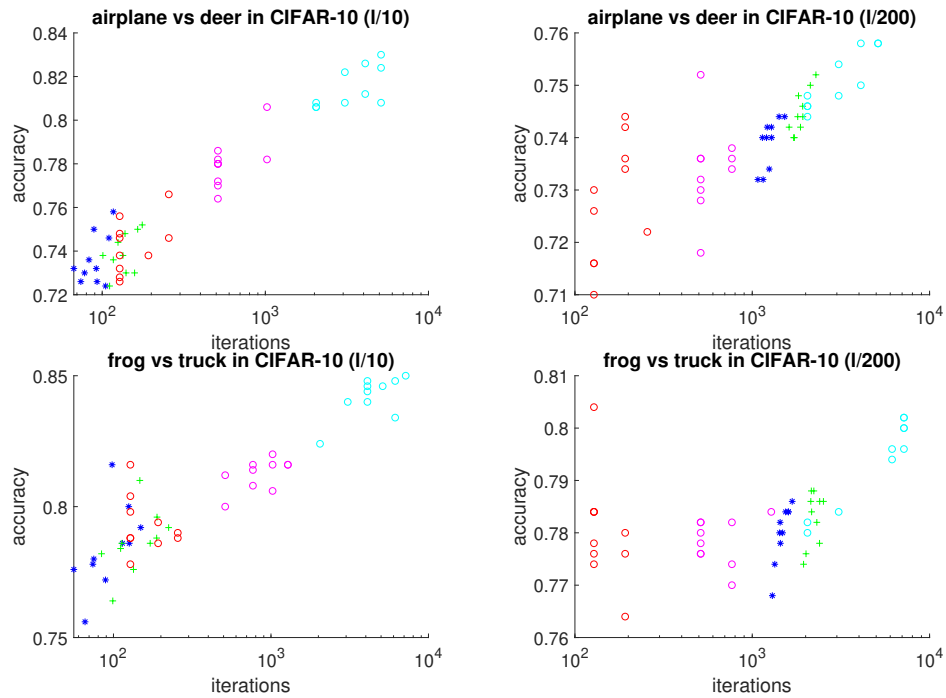 airplane vs deer in CIFAR-10 (l/10)
0.84
0.82
0.8
0.78
0.76
0.74
0.72
accuracy
10^2
10^3
10^4
iterations
airplane vs deer in CIFAR-10 (l/200)
0.76
0.75
0.74
0.73
0.72
0.71
accuracy
10^2
10^3
10^4
iterations
frog vs truck in CIFAR-10 (l/10)
0.85
0.8
0.75
accuracy
10^2
10^3
10^4
iterations
frog vs truck in CIFAR-10 (l/200)
0.81
0.8
0.79
0.78
0.77
0.76
accuracy
10^2
10^3
10^4
iterations